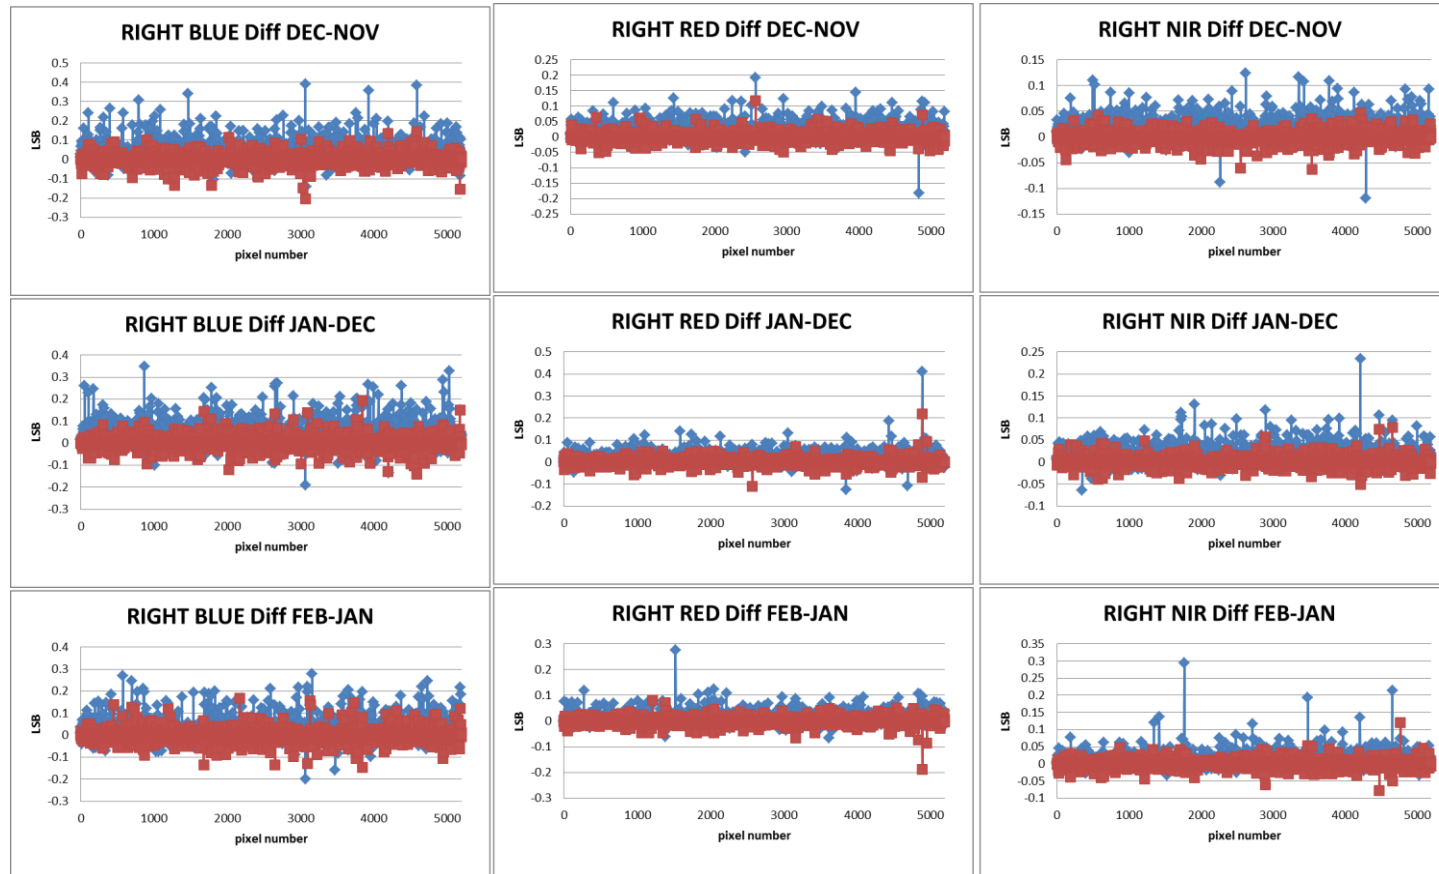 RIGHT BLUE Diff DEC-NOV
0.5
0.4
0.3
0.2
0.1
0
-0.1
-0.2
-0.3
LSB
0 1000 2000 3000 4000 5000
pixel number
RIGHT RED Diff DEC-NOV
0.25
0.2
0.15
0.1
0.05
0
-0.05
-0.1
-0.15
-0.2
-0.25
LSB
0 1000 2000 3000 4000 5000
pixel number
RIGHT NIR Diff DEC-NOV
0.15
0.1
0.05
0
-0.05
-0.1
-0.15
LSB
0 1000 2000 3000 4000 5000
pixel number
RIGHT BLUE Diff JAN-DEC
0.4
0.3
0.2
0.1
0
-0.1
-0.2
-0.3
LSB
0 1000 2000 3000 4000 5000
pixel number
RIGHT RED Diff JAN-DEC
0.5
0.4
0.3
0.2
0.1
0
-0.1
-0.2
LSB
0 1000 2000 3000 4000 5000
pixel number
RIGHT NIR Diff JAN-DEC
0.25
0.2
0.15
0.1
0.05
0
-0.05
-0.1
LSB
0 1000 2000 3000 4000 5000
pixel number
RIGHT BLUE Diff FEB-JAN
0.4
0.3
0.2
0.1
0
-0.1
-0.2
-0.3
LSB
0 1000 2000 3000 4000 5000
pixel number
RIGHT RED Diff FEB-JAN
0.3
0.2
0.1
0
-0.1
-0.2
-0.3
LSB
0 1000 2000 3000 4000 5000
pixel number
RIGHT NIR Diff FEB-JAN
0.35
0.3
0.25
0.2
0.15
0.1
0.05
0
-0.05
-0.1
LSB
0 1000 2000 3000 4000 5000
pixel number